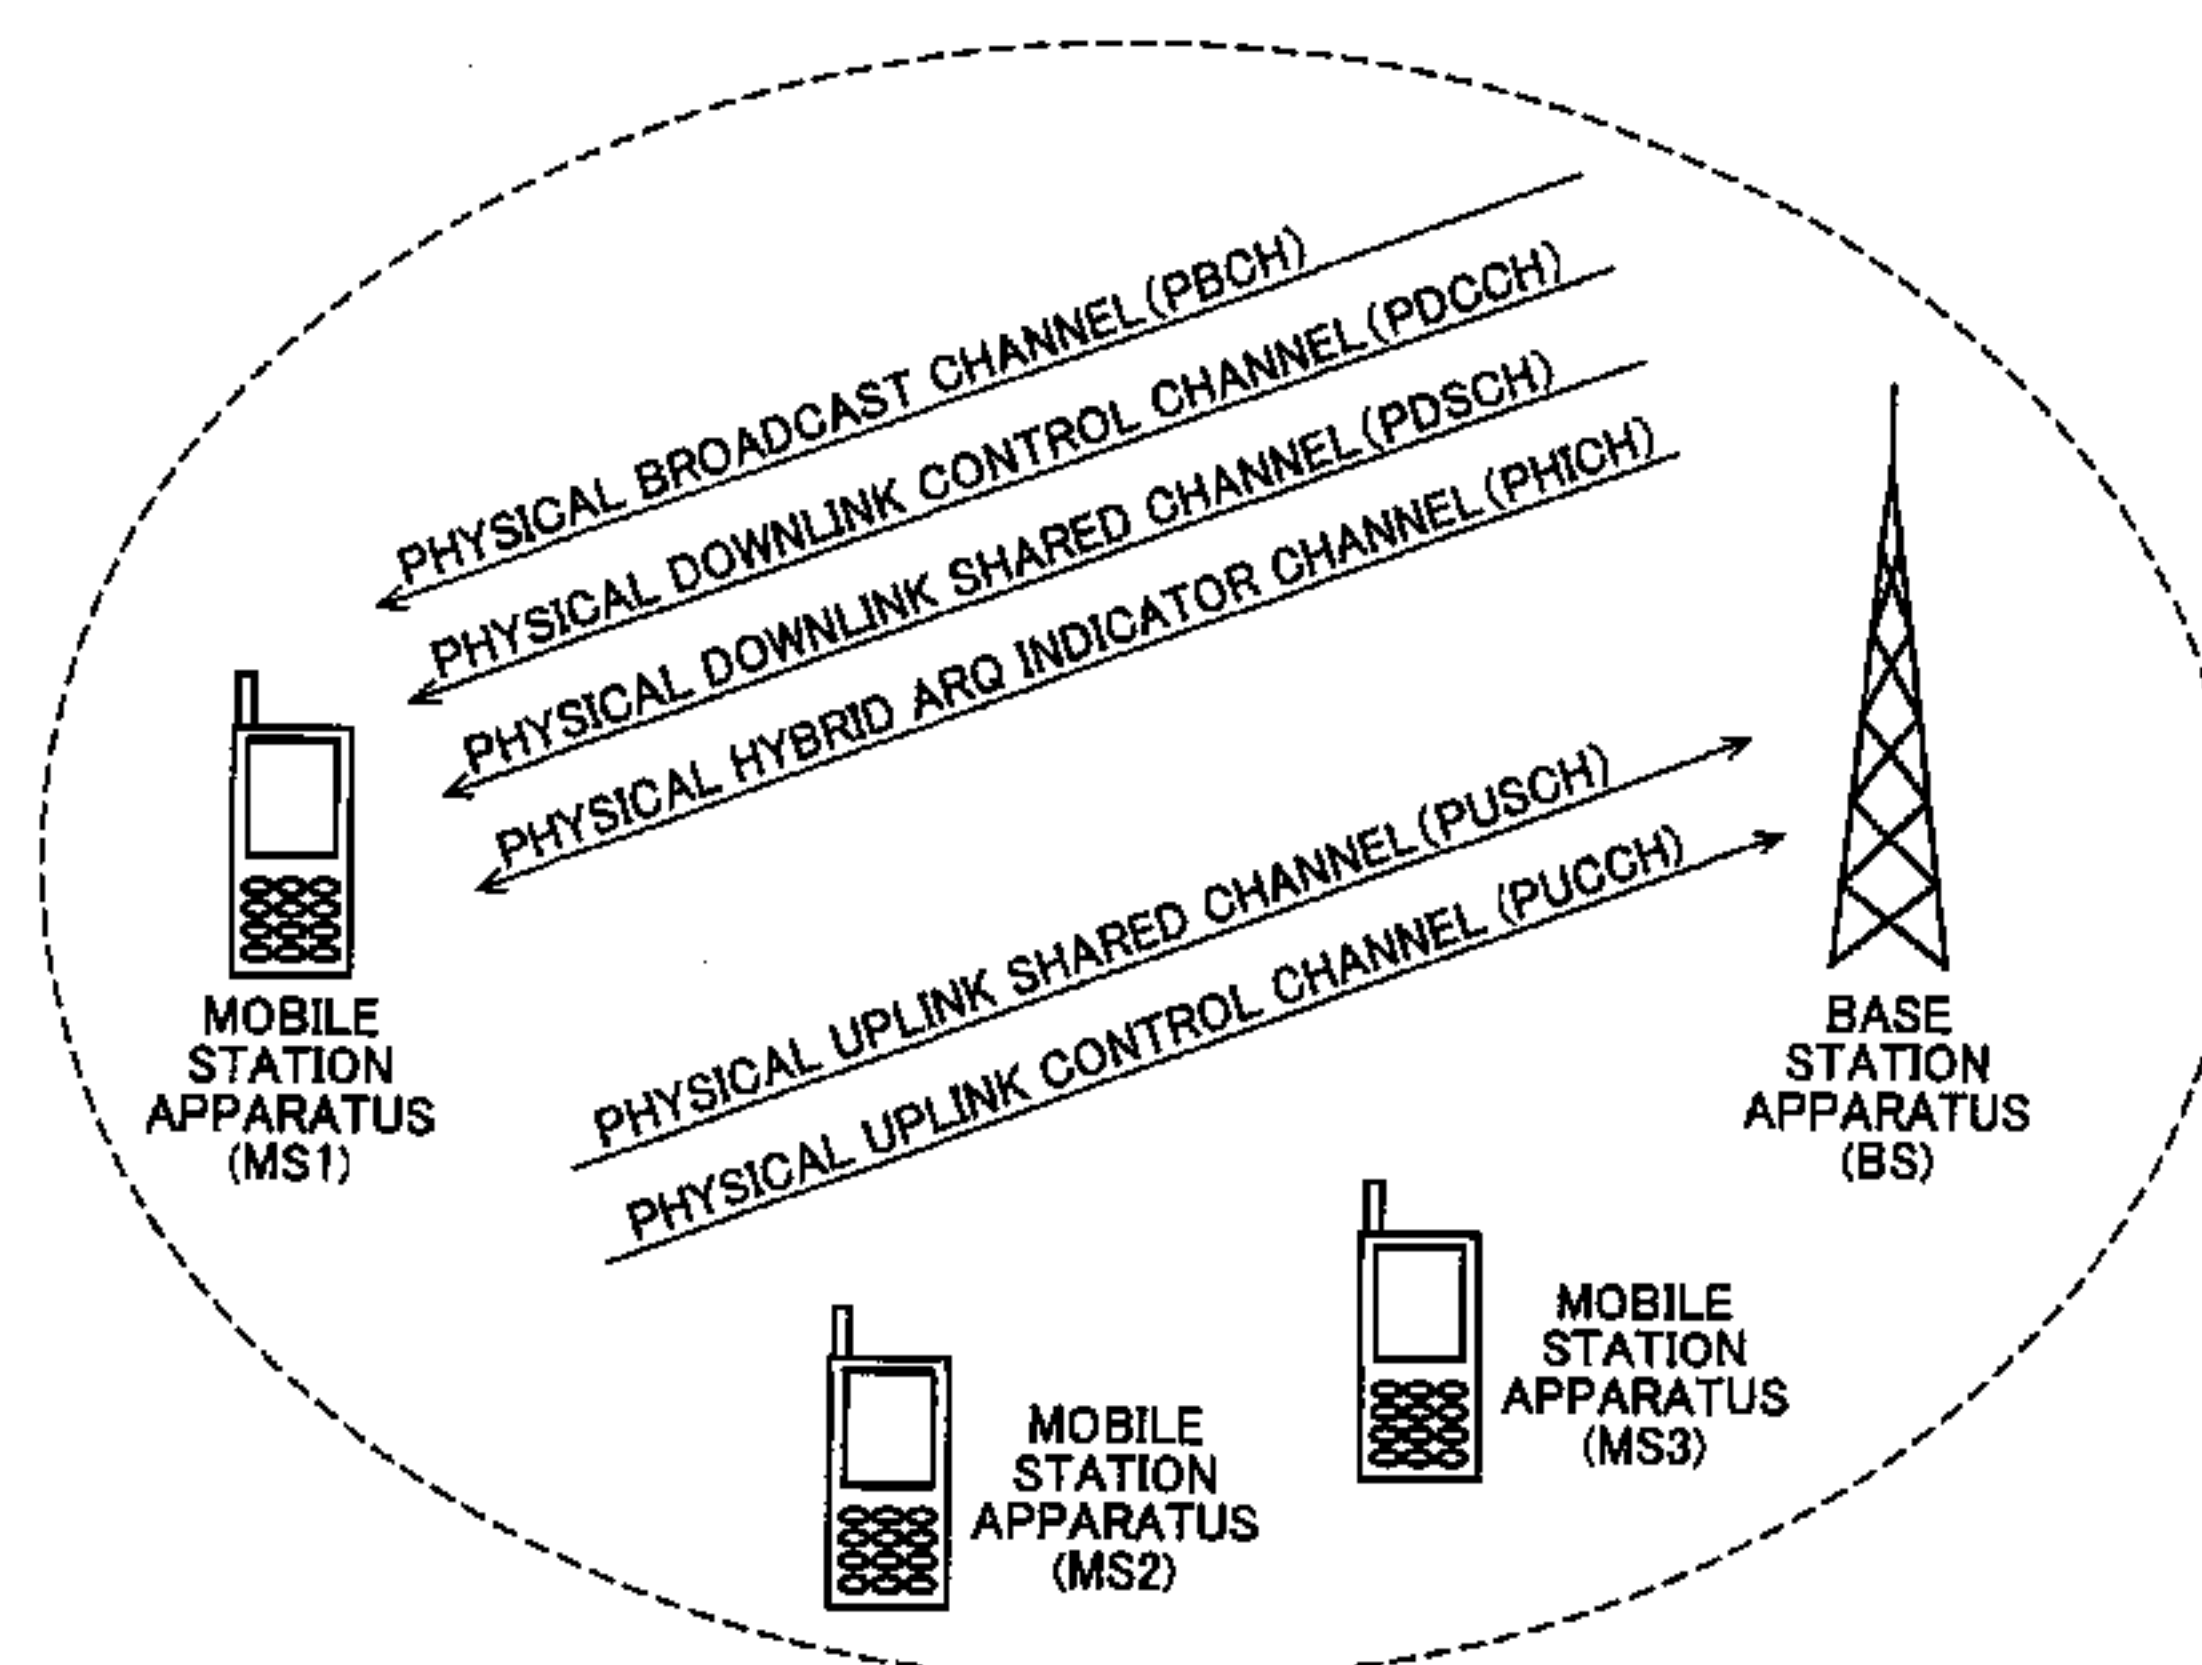 PHYSICAL BROADCAST CHANNEL(PBCH)
PHYSICAL DOWNLINK CONTROL CHANNEL(PDCCH)
PHYSICAL DOWNLINK SHARED CHANNEL(PDSCH)
PHYSICAL HYBRID ARQ INDICATOR CHANNEL(PHICH)
PHYSICAL UPLINK SHARED CHANNEL(PUSCH)
PHYSICAL UPLINK CONTROL CHANNEL (PUCCH)
MOBILE
STATION
APPARATUS
(MS1)
BASE
STATION
APPARATUS
(BS)
MOBILE
STATION
APPARATUS
(MS2)
MOBILE
STATION
APPARATUS
(MS3)